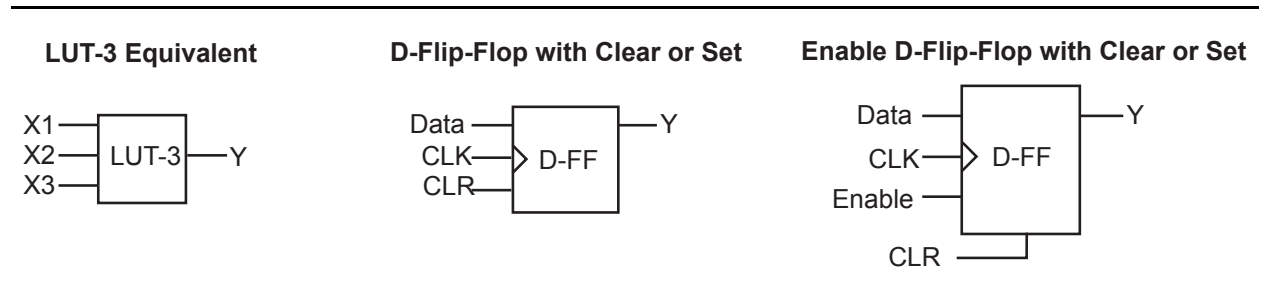 LUT-3 Equivalent
D-Flip-Flop with Clear or Set
Enable D-Flip-Flop with Clear or Set
X1
X2
X3
LUT-3
Y
Data
CLK
CLR
D-FF
Y
Data
CLK
Enable
CLR
D-FF
Y